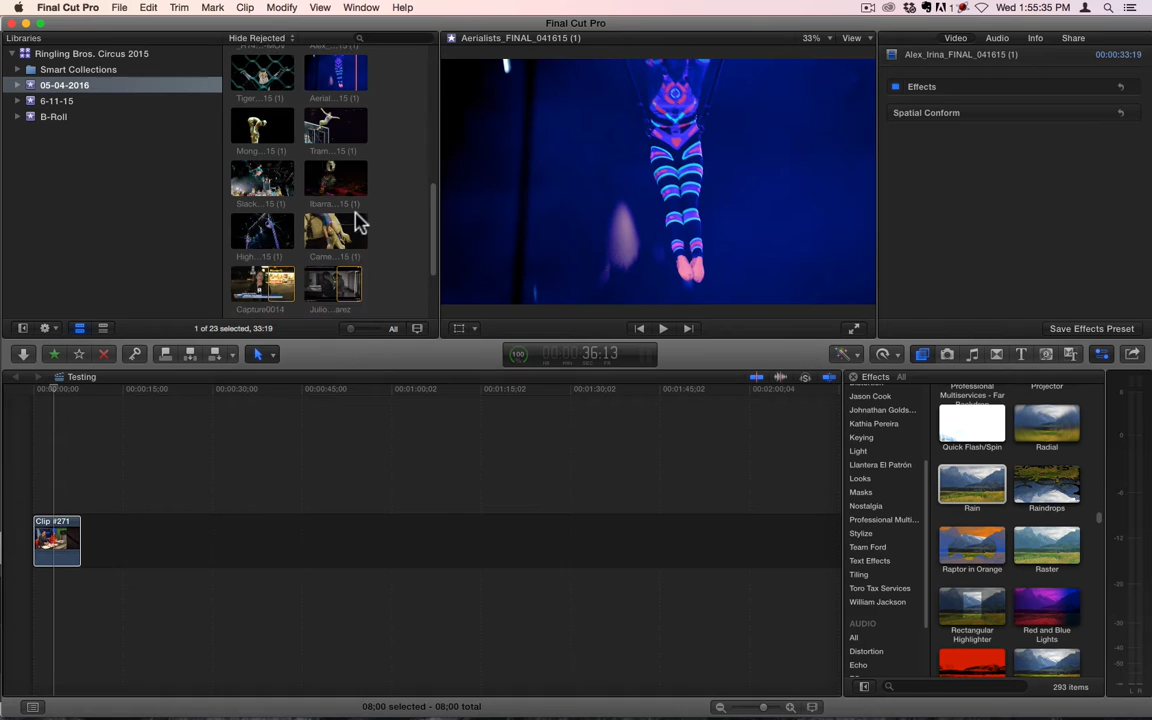 Final Cut Pro File Edit Trim Mark Clip Modify View Window Help
1 Wed 1:55:35 PM
Final Cut Pro
Libraries
Hide Rejected
Aerialists_FINAL_041615 (1)
33%
View
Video Audio Info Share
Ringling Bros. Circus 2015
Alex_Irina_FINAL_041615 (1)
00:00:33:19
Smart Collections
05-04-2016
Effects
6-11-15
Tiger...15 (1)
Aerial...15 (1)
Spatial Conform
B-Roll
Mong...15 (1)
Tram...15 (1)
Slack...15 (1)
Ibarra...15 (1)
High...15 (1)
Came...15 (1)
Capture0014
Julio...arez
1 of 23 selected, 33:19
All
Save Effects Preset
100
00:00:36:13
Testing
Effects
All
00:00:00:00
00:00:15;00
00:00:30;00
00:00:45;00
00:01:00;02
00:01:15;02
00:01:30;02
00:01:45;02
00:02:00;04
Distortion
Jason Cook
Johnathan Golds...
Kathia Pereira
Keying
Light
Llantera El Patrón
Looks
Masks
Nostalgia
Professional Multi...
Stylize
Team Ford
Text Effects
Tiling
Toro Tax Services
William Jackson
AUDIO
All
Distortion
Echo
Professional
Multiservices - Far
Backdrop
Projector
Quick Flash/Spin
Radial
Rain
Raindrops
Raptor in Orange
Raster
Rectangular
Highlighter
Red and Blue
Lights
Clip #271
293 items
08;00 selected - 08;00 total
8
0
-8
-12
L R